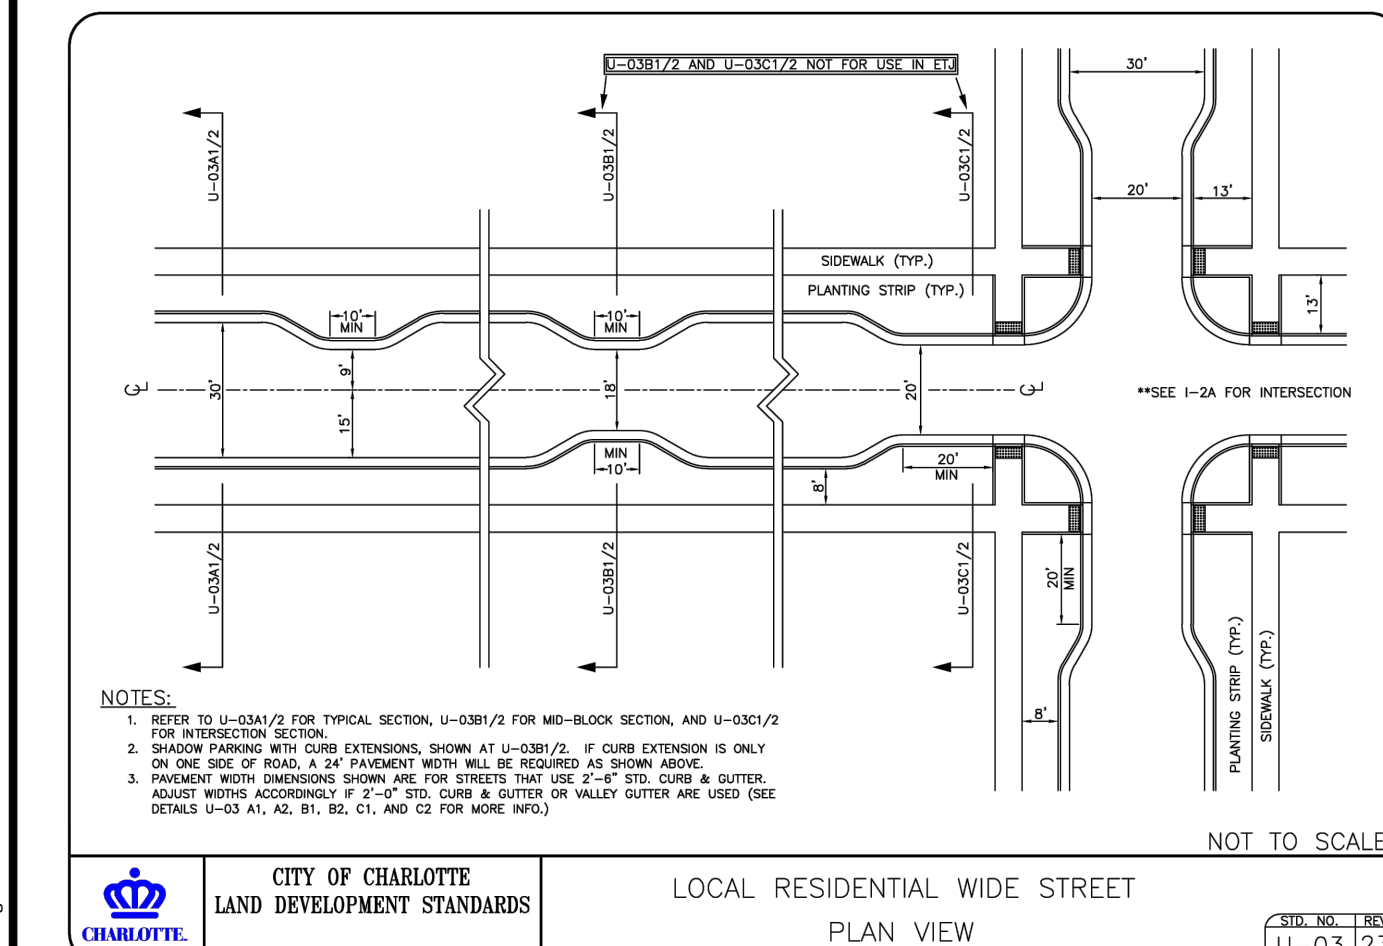 U-03B1/2 AND U-03C1/2 NOT FOR USE IN ETJ
30'
U-03A1/2
U-03B1/2
U-03C1/2
20'
13'
SIDEWALK (TYP.)
PLANTING STRIP (TYP.)
10'
MIN
10'
MIN
13'
9'
30'
18'
20'
15'
CL
CL
**SEE I-2A FOR INTERSECTION
MIN
10'
20'
MIN
8'
U-03A1/2
U-03B1/2
U-03C1/2
20'
MIN
8'
PLANTING STRIP (TYP.)
SIDEWALK (TYP.)
NOTES:
1. REFER TO U-03A1/2 FOR TYPICAL SECTION, U-03B1/2 FOR MID-BLOCK SECTION, AND U-03C1/2
FOR INTERSECTION SECTION.
2. SHADOW PARKING WITH CURB EXTENSIONS, SHOWN AT U-03B1/2. IF CURB EXTENSION IS ONLY
ON ONE SIDE OF ROAD, A 24' PAVEMENT WIDTH WILL BE REQUIRED AS SHOWN ABOVE.
3. PAVEMENT WIDTH DIMENSIONS SHOWN ARE FOR STREETS THAT USE 2'-6" STD. CURB & GUTTER.
ADJUST WIDTHS ACCORDINGLY IF 2'-0" STD. CURB & GUTTER OR VALLEY GUTTER ARE USED (SEE
DETAILS U-03 A1, A2, B1, B2, C1, AND C2 FOR MORE INFO.)
NOT TO SCALE
CHARLOTTE.
CITY OF CHARLOTTE
LAND DEVELOPMENT STANDARDS
LOCAL RESIDENTIAL WIDE STREET
PLAN VIEW
STD. NO. REV
U-03